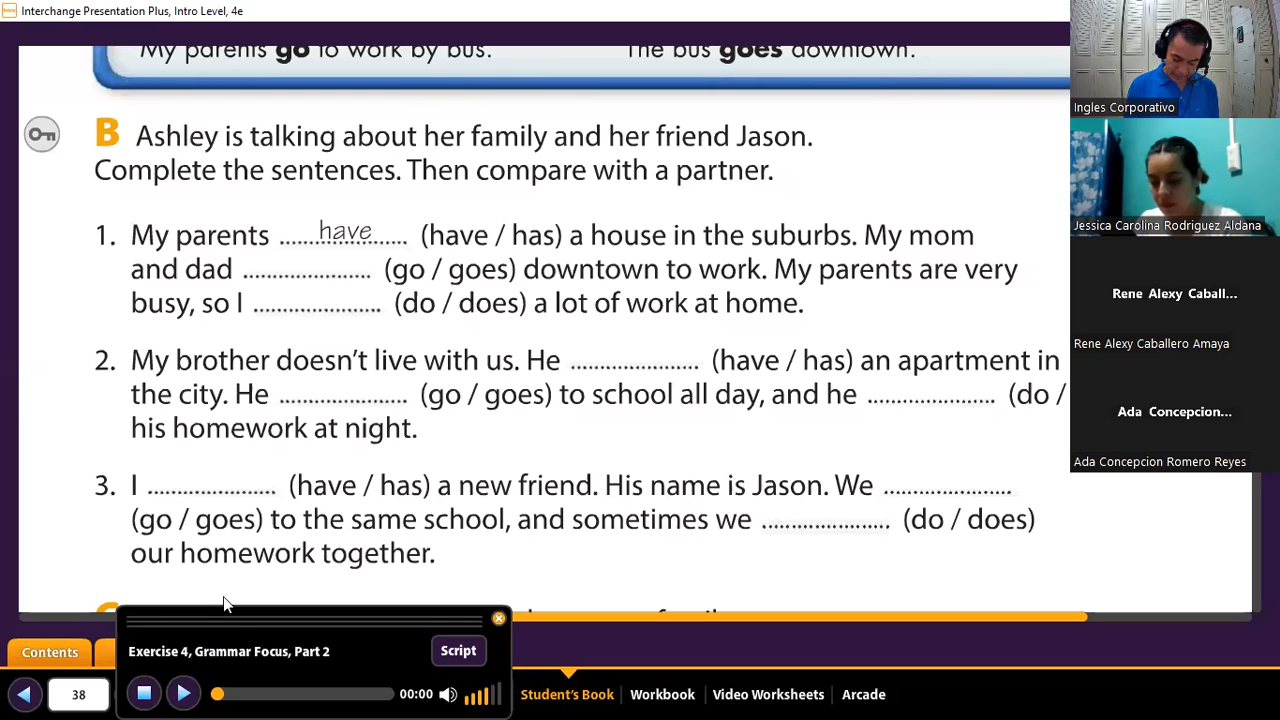 Interchange Presentation Plus, Intro Level, 4e
My parents go to work by bus. The bus goes downtown.
B Ashley is talking about her family and her friend Jason.
Complete the sentences. Then compare with a partner.
1. My parents have (have / has) a house in the suburbs. My mom
and dad ..................... (go / goes) downtown to work. My parents are very
busy, so I ..................... (do / does) a lot of work at home.
2. My brother doesn't live with us. He ..................... (have / has) an apartment in
the city. He ..................... (go / goes) to school all day, and he ..................... (do /
his homework at night.
3. I ..................... (have / has) a new friend. His name is Jason. We .....................
(go / goes) to the same school, and sometimes we ..................... (do / does)
our homework together.
Exercise 4, Grammar Focus, Part 2
Script
00:00
Contents
38
Student's Book
Workbook
Video Worksheets
Arcade
Ingles Corporativo
Jessica Carolina Rodriguez Aldana
Rene Alexy Caball...
Rene Alexy Caballero Amaya
Ada Concepcion...
Ada Concepcion Romero Reyes